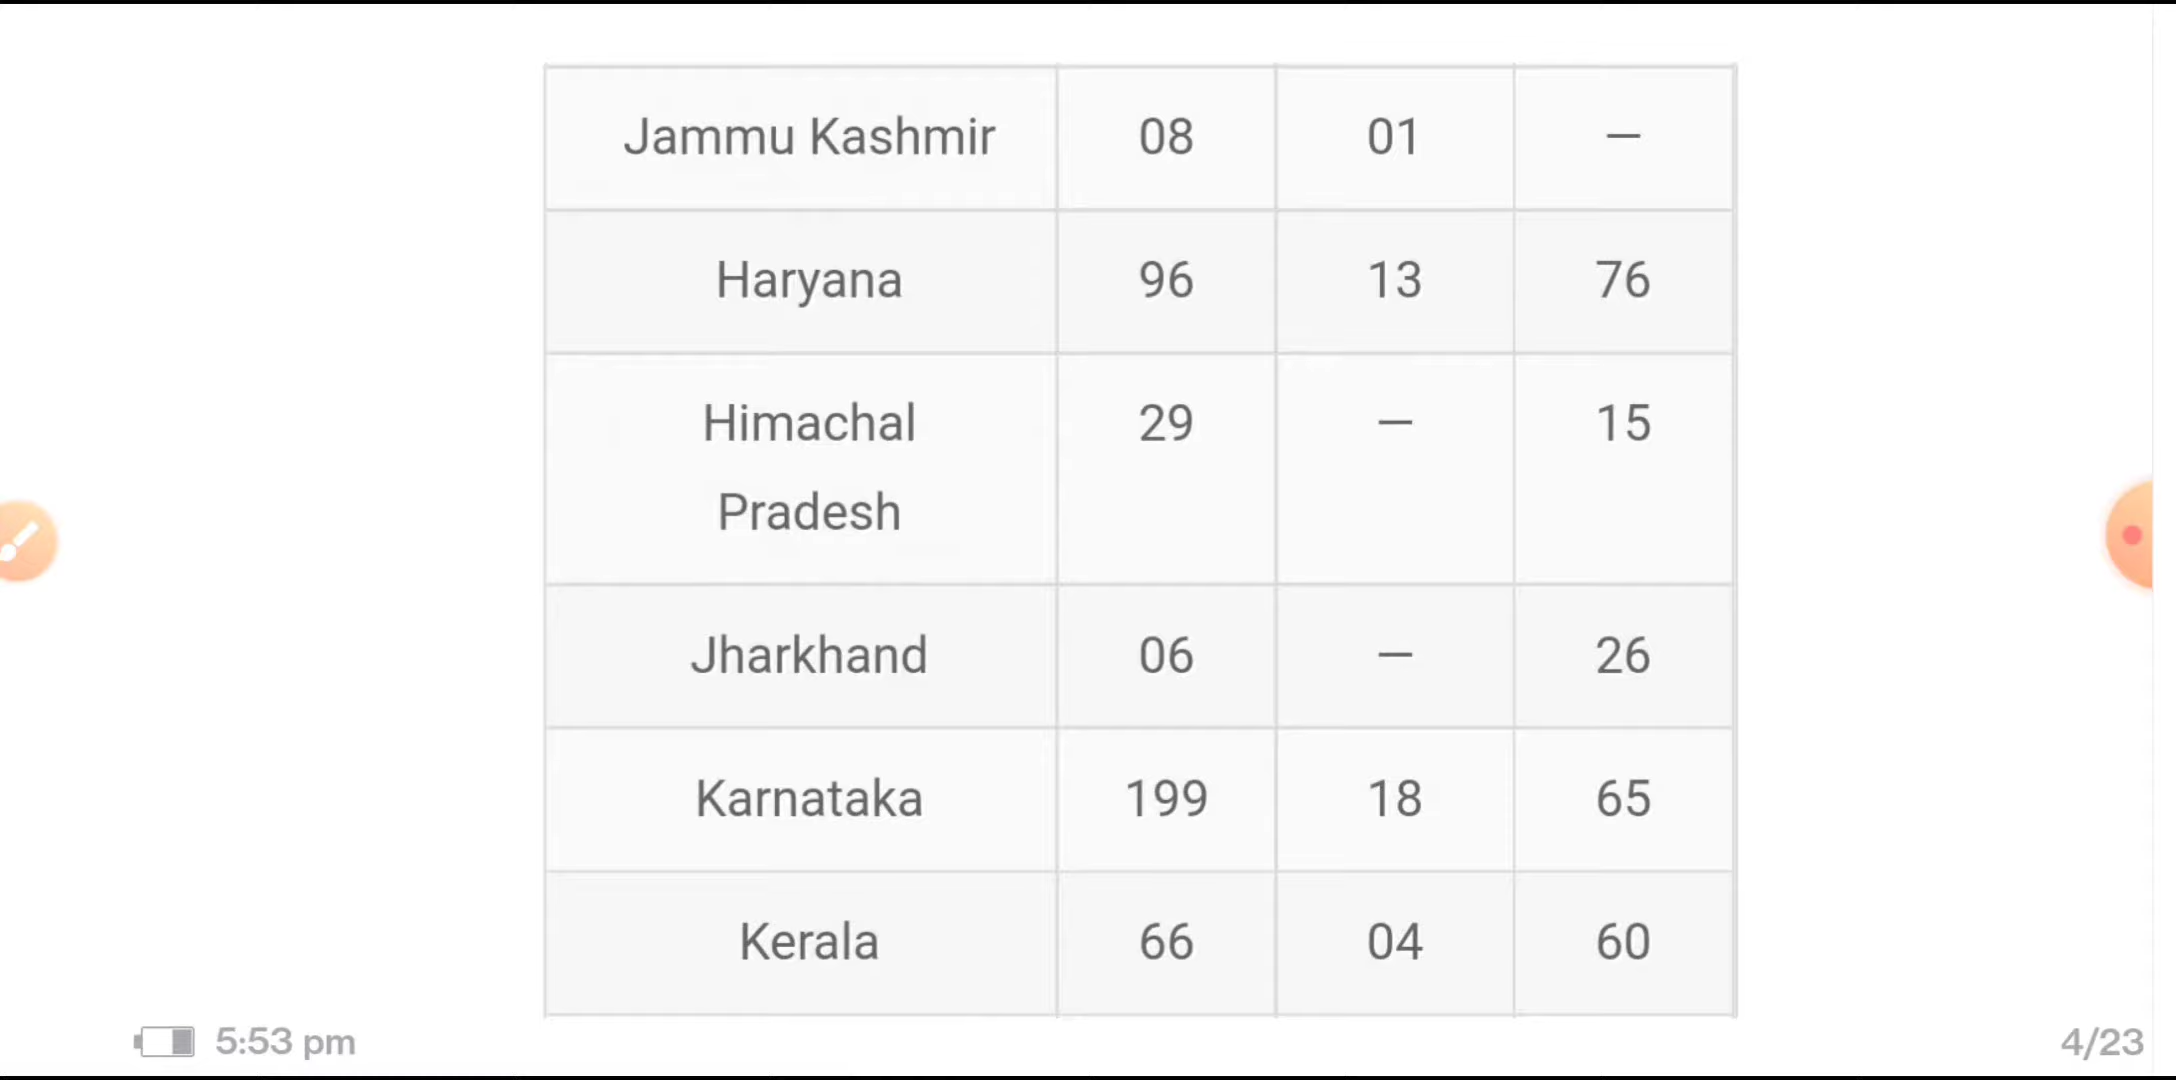 Jammu Kashmir 08 01 —
Haryana 96 13 76
Himachal 29 — 15
Pradesh
Jharkhand 06 — 26
Karnataka 199 18 65
Kerala 66 04 60
5:53 pm
4/23